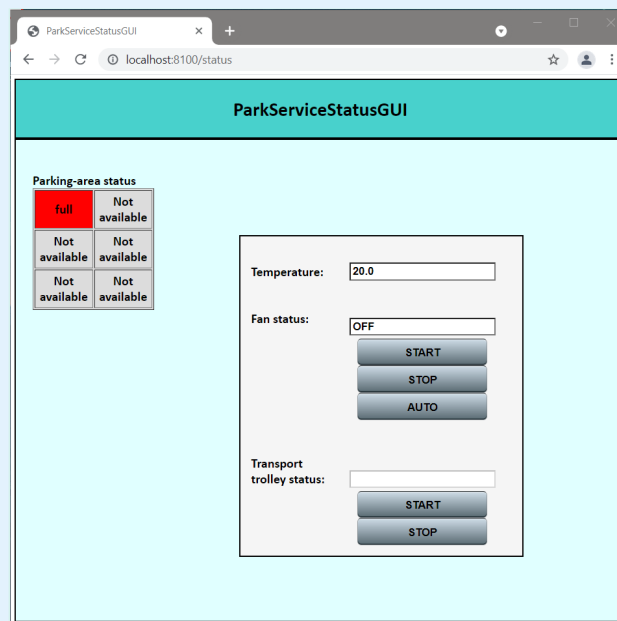 ParkServiceStatusGUI
localhost:8100/status
ParkServiceStatusGUI
Parking-area status
full
Not
available
Not
available
Not
available
Not
available
Not
available
Temperature:
20.0
Fan status:
OFF
START
STOP
AUTO
Transport
trolley status:
START
STOP